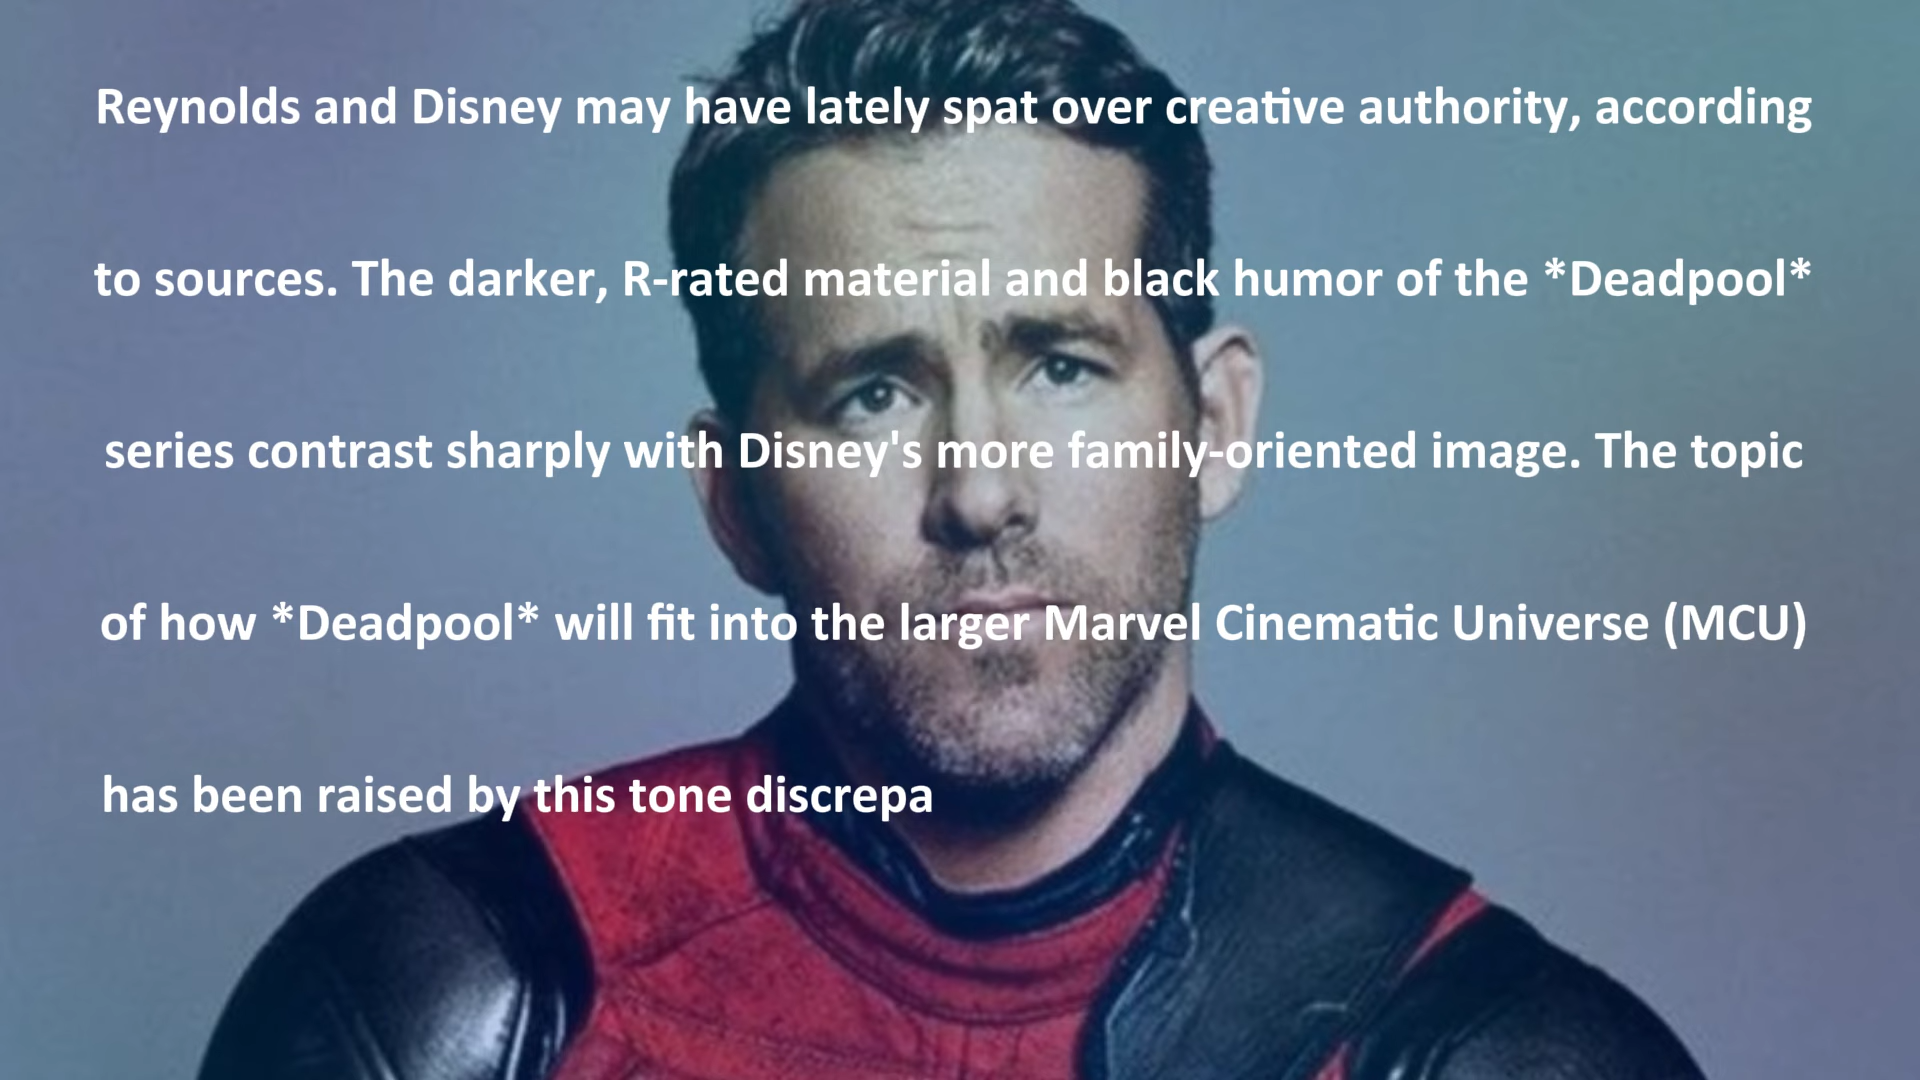 Reynolds and Disney may have lately spat over creative authority, according
to sources. The darker, R-rated material and black humor of the *Deadpool*
series contrast sharply with Disney's more family-oriented image. The topic
of how *Deadpool* will fit into the larger Marvel Cinematic Universe (MCU)
has been raised by this tone discrepa